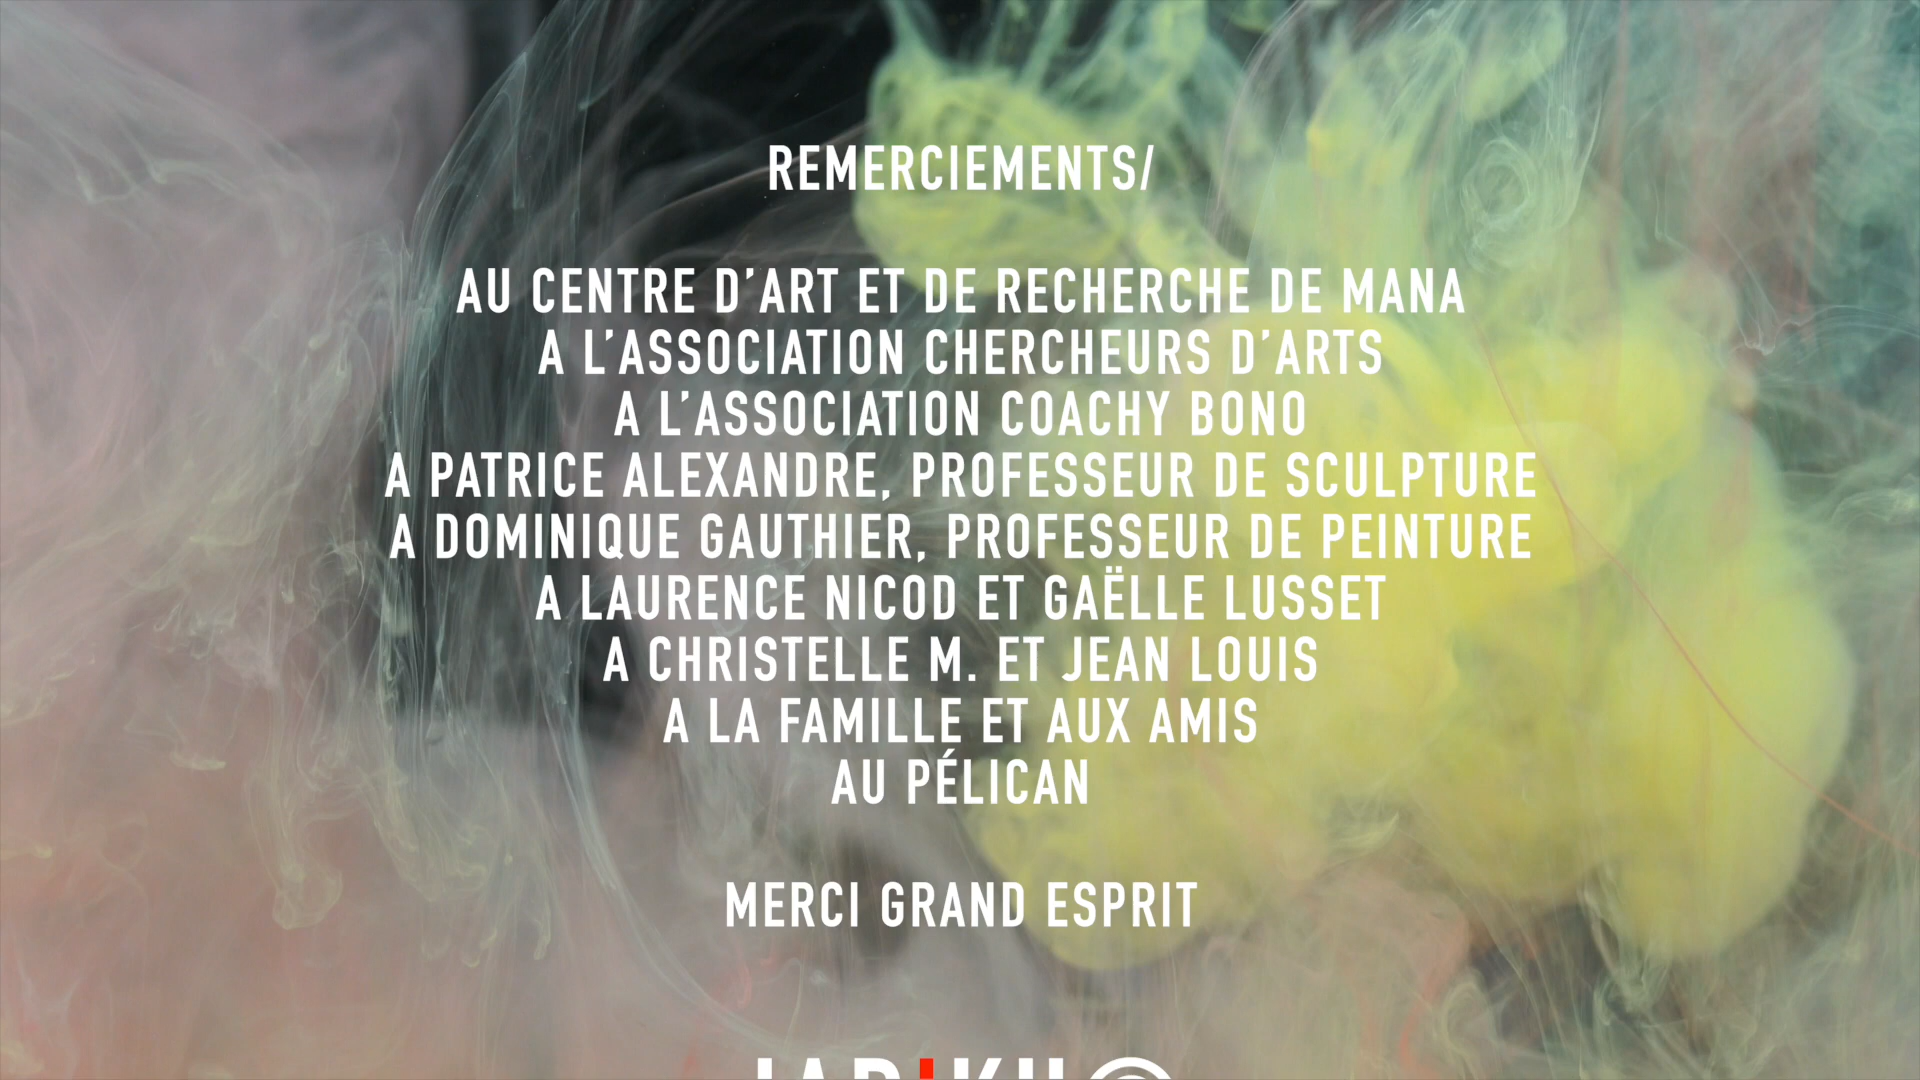 REMERCIEMENTS/
AU CENTRE D’ART ET DE RECHERCHE DE MANA
A L’ASSOCIATION CHERCHEURS D’ARTS
A L’ASSOCIATION COACHY BONO
A PATRICE ALEXANDRE, PROFESSEUR DE SCULPTURE
A DOMINIQUE GAUTHIER, PROFESSEUR DE PEINTURE
A LAURENCE NICOD ET GAËLLE LUSSET
A CHRISTELLE M. ET JEAN LOUIS
A LA FAMILLE ET AUX AMIS
AU PÉLICAN
MERCI GRAND ESPRIT